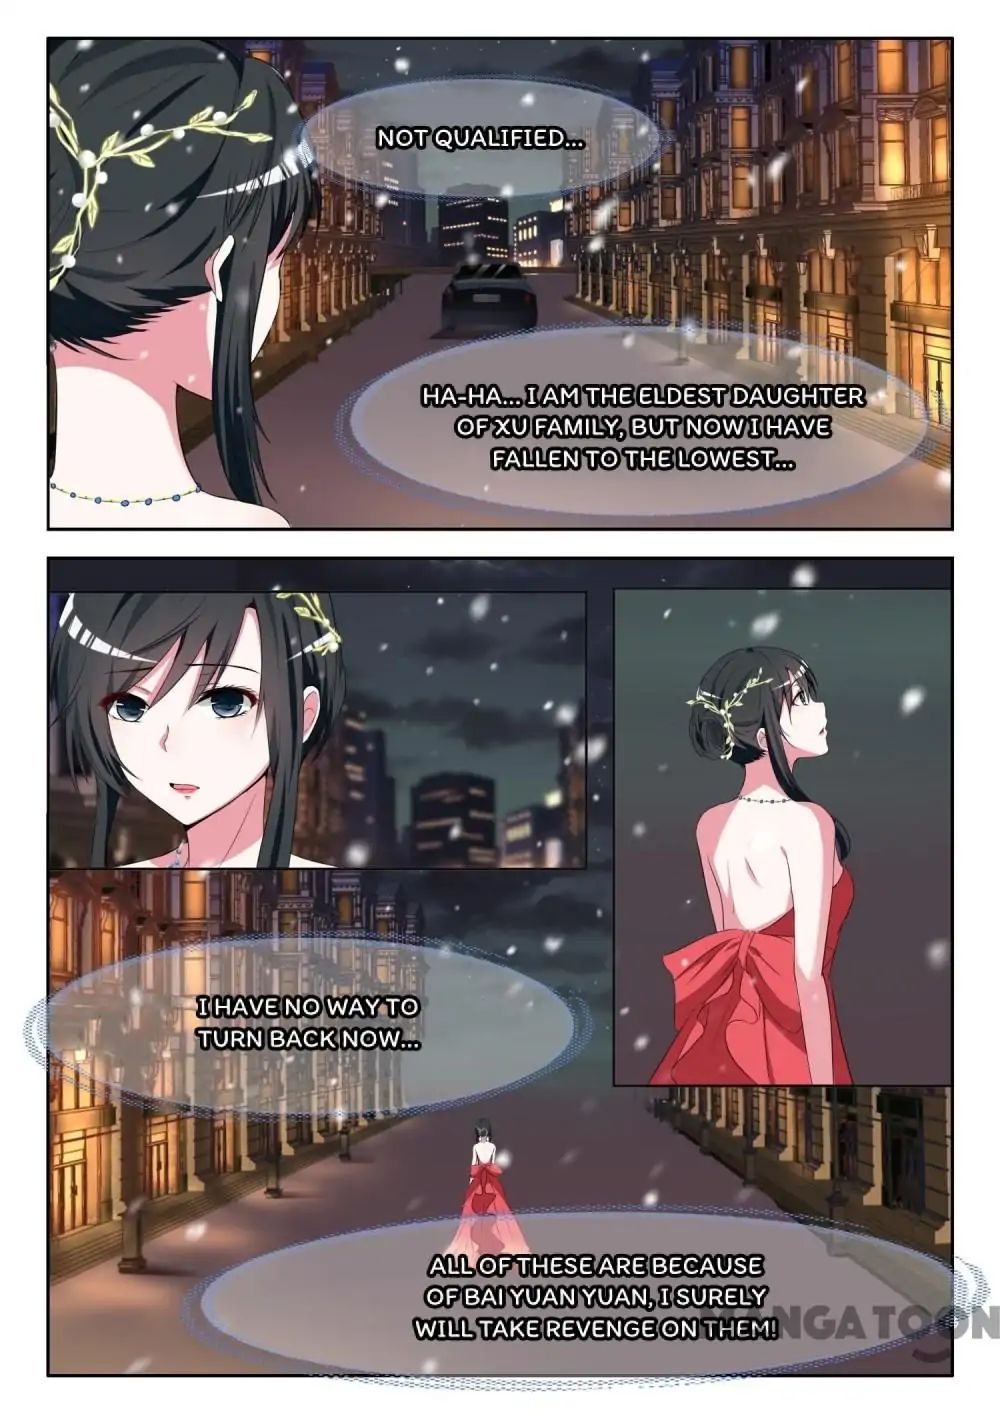 NOT QUALIFIED...
HA-HA... I AM THE ELDEST DAUGHTER
OF XU FAMILY, BUT NOW I HAVE
FALLEN TO THE LOWEST...
I HAVE NO WAY TO
TURN BACK NOW...
ALL OF THESE ARE BECAUSE
OF BAI YUAN YUAN, I SURELY
WILL TAKE REVENGE ON THEM!
MANGA TOON